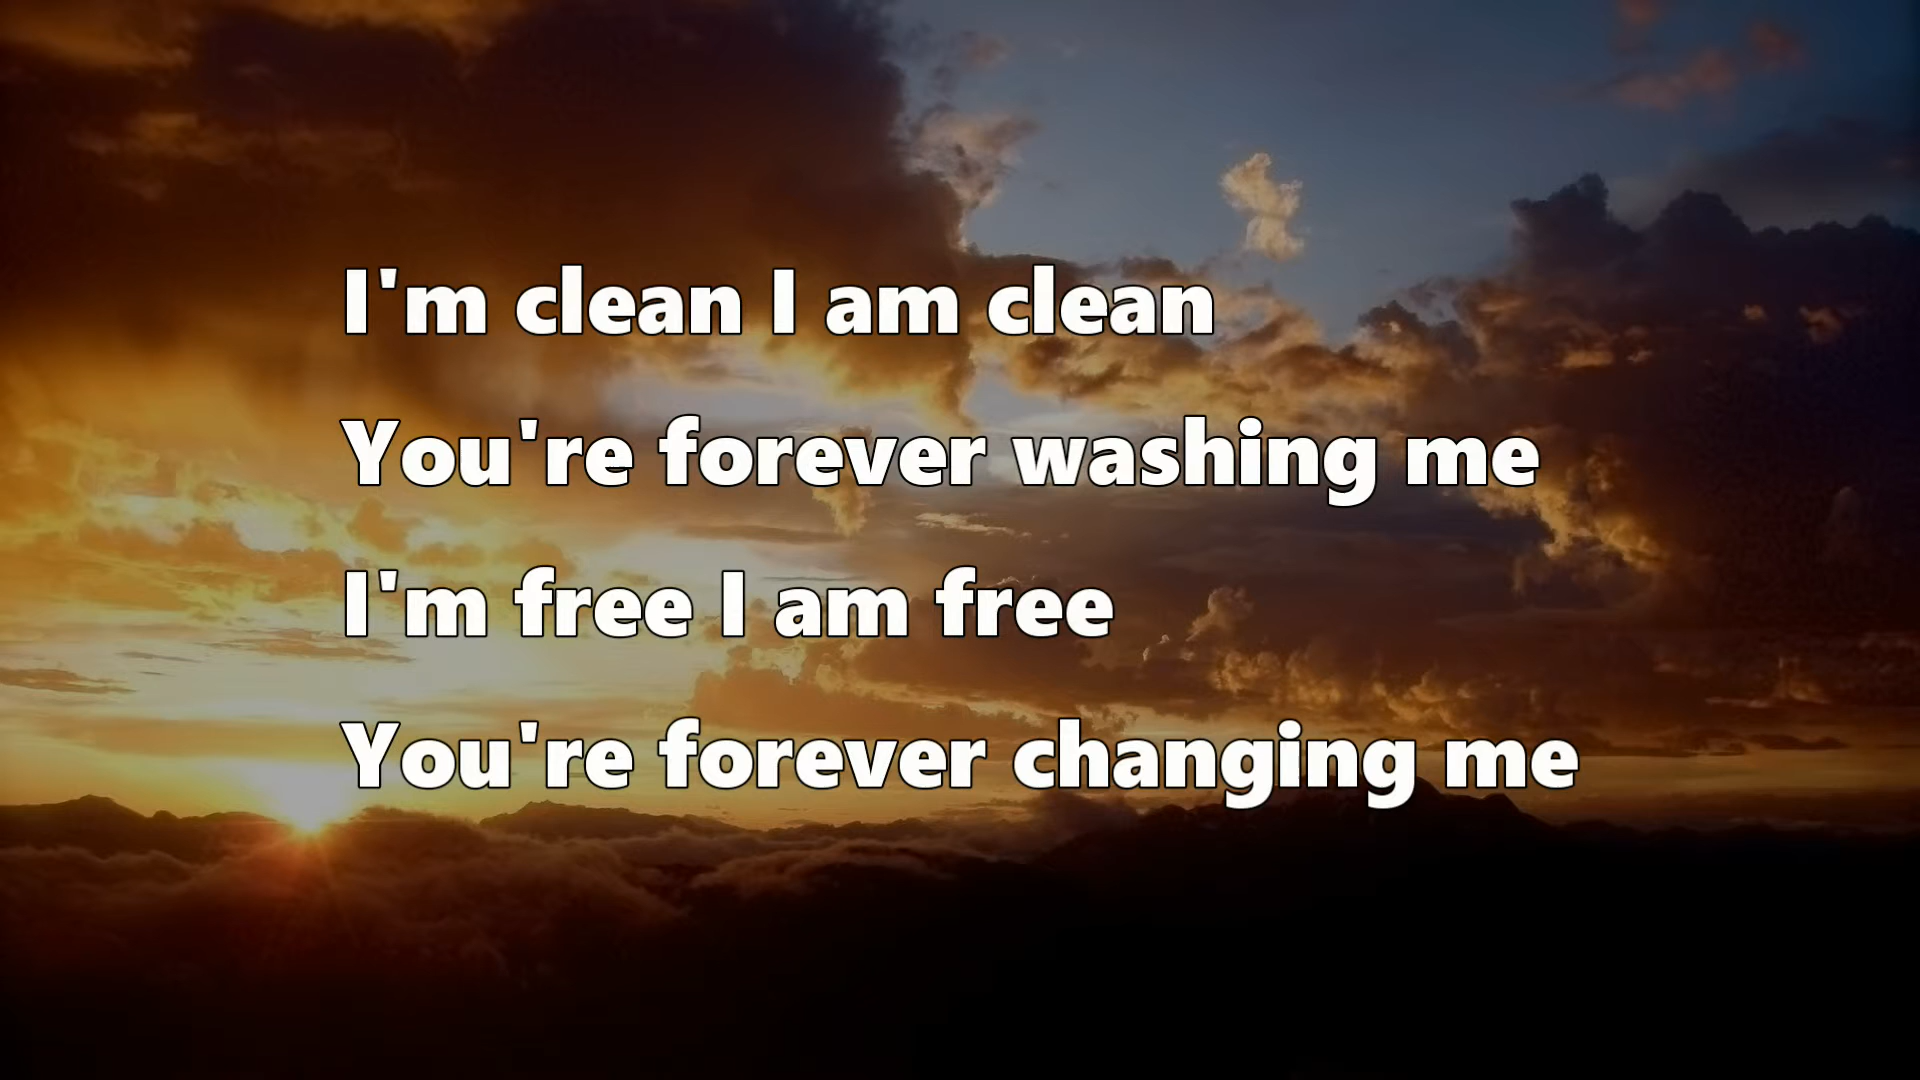 I'm clean I am clean
You're forever washing me
I'm free I am free
You're forever changing me